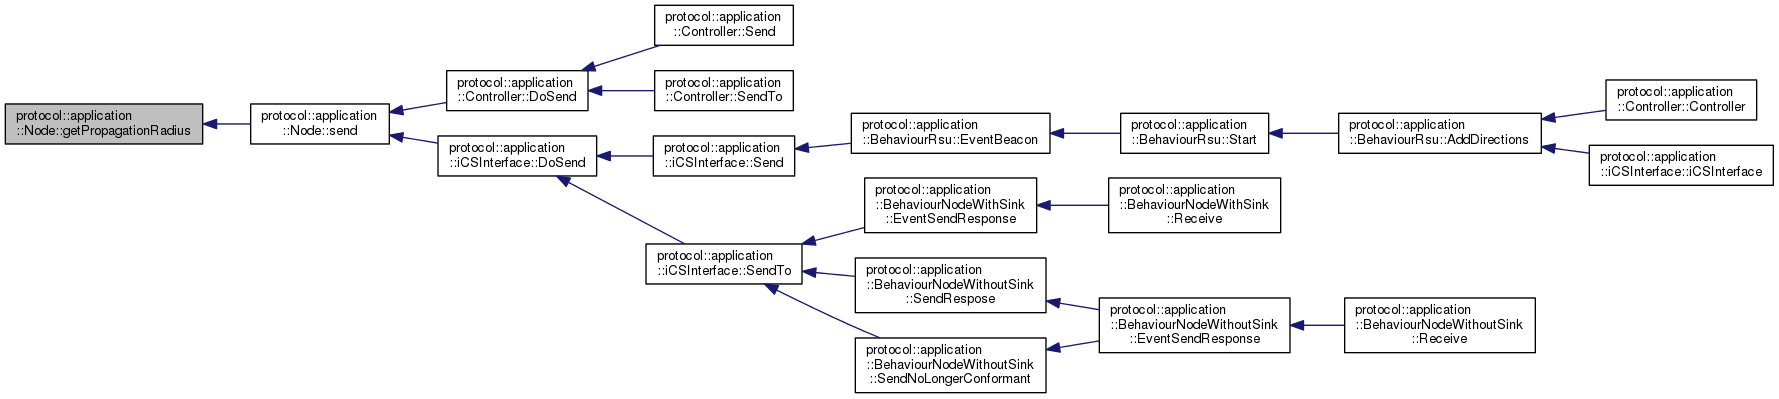 protocol::application
::Node::getPropagationRadius
protocol::application
::Node::send
protocol::application
::Controller::DoSend
protocol::application
::Controller::Send
protocol::application
::Controller::SendTo
protocol::application
::iCSInterface::DoSend
protocol::application
::iCSInterface::Send
protocol::application
::BehaviourRsu::EventBeacon
protocol::application
::BehaviourRsu::Start
protocol::application
::BehaviourRsu::AddDirections
protocol::application
::Controller::Controller
protocol::application
::iCSInterface::iCSInterface
protocol::application
::iCSInterface::SendTo
protocol::application
::BehaviourNodeWithSink
::EventSendResponse
protocol::application
::BehaviourNodeWithSink
::Receive
protocol::application
::BehaviourNodeWithoutSink
::SendRespose
protocol::application
::BehaviourNodeWithoutSink
::SendNoLongerConformant
protocol::application
::BehaviourNodeWithoutSink
::EventSendResponse
protocol::application
::BehaviourNodeWithoutSink
::Receive